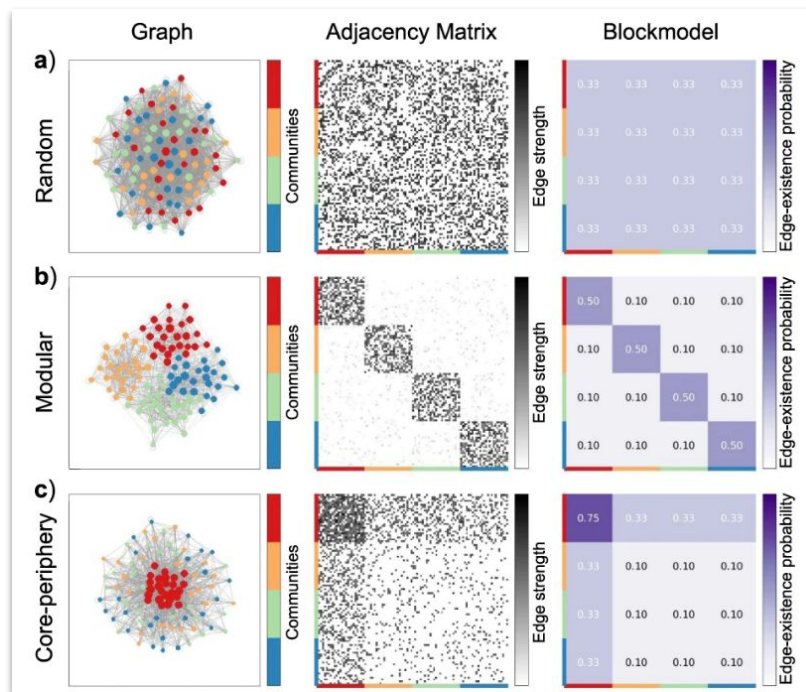 Graph Adjacency Matrix Blockmodel
a)
Random
Communities
Edge strength
0.33 0.33 0.33 0.33
0.33 0.33 0.33 0.33
0.33 0.33 0.33 0.33
0.33 0.33 0.33 0.33
Edge-existence probability
b)
Modular
Communities
Edge strength
0.50 0.10 0.10 0.10
0.10 0.50 0.10 0.10
0.10 0.10 0.50 0.10
0.10 0.10 0.10 0.50
Edge-existence probability
c)
Core-periphery
Communities
Edge strength
0.75 0.33 0.33 0.33
0.33 0.10 0.10 0.10
0.33 0.10 0.10 0.10
0.33 0.10 0.10 0.10
Edge-existence probability